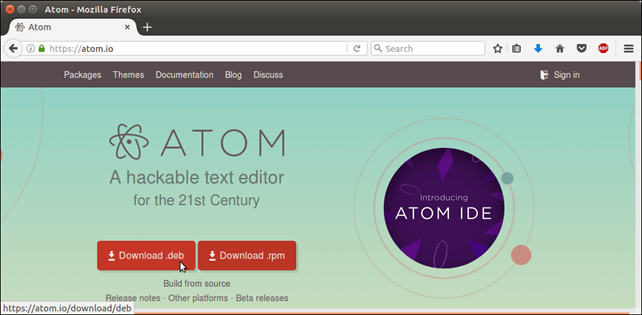 Atom - Mozilla Firefox
Atom
https://atom.io
Search
ABP
Packages Themes Documentation Blog Discuss Sign in
ATOM
A hackable text editor
for the 21st Century
Introducing
ATOM IDE
Download .deb Download .rpm
Build from source
Release notes · Other platforms · Beta releases
https://atom.io/download/deb